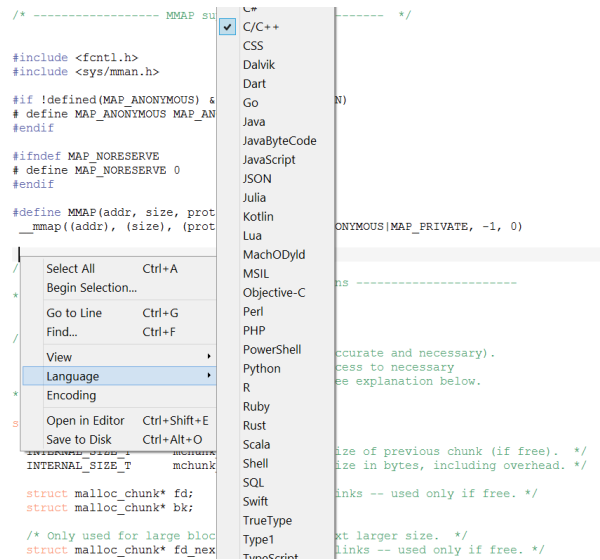 /* ------------------ MMAP su
------------------ */
#include <fcntl.h>
#include <sys/mman.h>
#if !defined(MAP_ANONYMOUS) &
N)
# define MAP_ANONYMOUS MAP_AN
#endif
#ifndef MAP_NORESERVE
# define MAP_NORESERVE 0
#endif
#define MMAP(addr, size, prot
__mmap((addr), (size), (prot
ONYMOUS|MAP_PRIVATE, -1, 0)
/
ns -----------------------
*
/
ccurate and necessary).
cess to necessary
ee explanation below.
*
s
INTERNAL_SIZE_T mchunk
ize of previous chunk (if free). */
INTERNAL_SIZE_T mchunk
ize in bytes, including overhead. */
struct malloc_chunk* fd;
inks -- used only if free. */
struct malloc_chunk* bk;
/* Only used for large bloc
xt larger size. */
struct malloc_chunk* fd_nex
links -- used only if free. */
Select All Ctrl+A
Begin Selection...
Go to Line Ctrl+G
Find... Ctrl+F
View
Language
Encoding
Open in Editor Ctrl+Shift+E
Save to Disk Ctrl+Alt+O
C#
C/C++
CSS
Dalvik
Dart
Go
Java
JavaByteCode
JavaScript
JSON
Julia
Kotlin
Lua
MachODyld
MSIL
Objective-C
Perl
PHP
PowerShell
Python
R
Ruby
Rust
Scala
Shell
SQL
Swift
TrueType
Type1
TypeScript